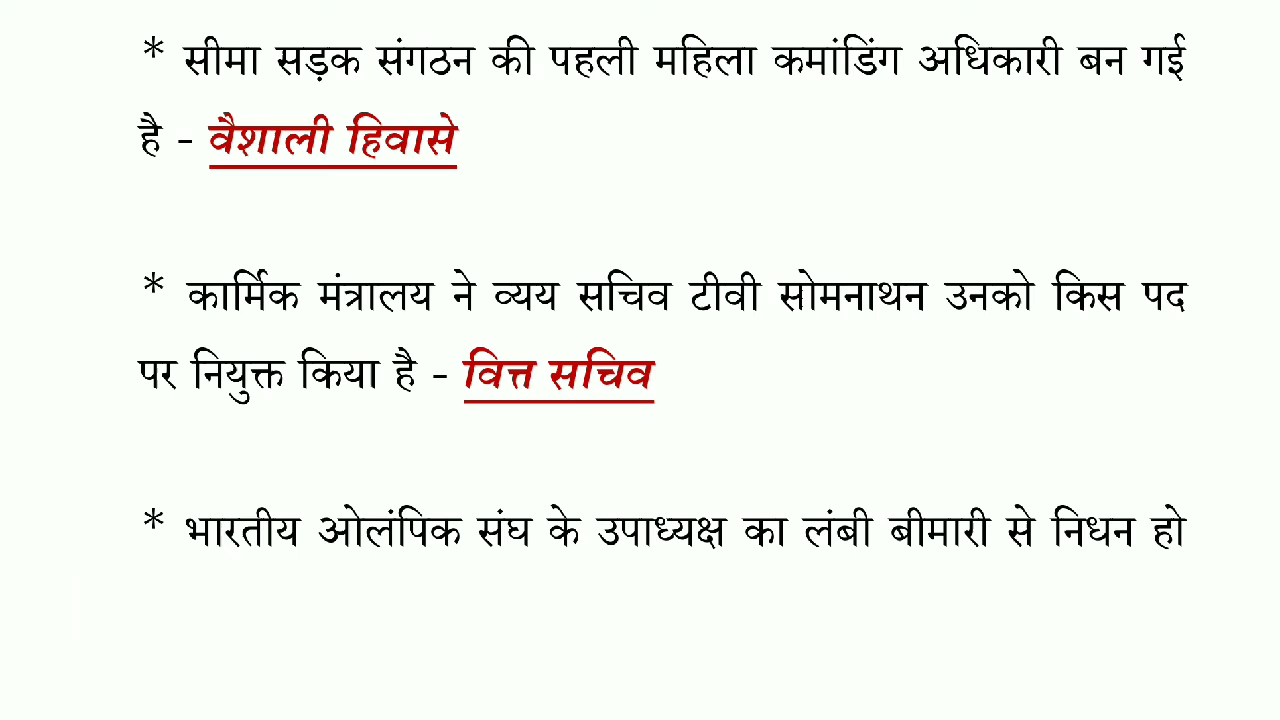 * सीमा सड़क संगठन की पहली महिला कमांडिंग अधिकारी बन गई
है - वैशाली हिवासे
* कार्मिक मंत्रालय ने व्यय सचिव टीवी सोमनाथन उनको किस पद
पर नियुक्त किया है - वित्त सचिव
* भारतीय ओलंपिक संघ के उपाध्यक्ष का लंबी बीमारी से निधन हो